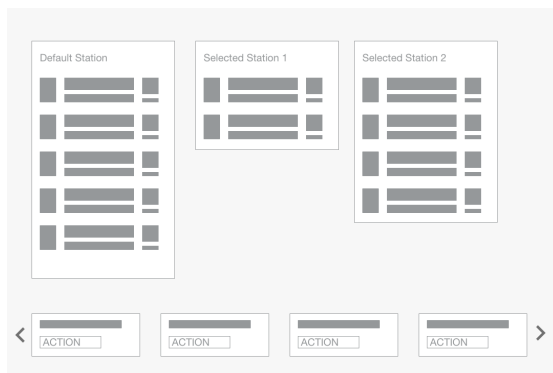 Default Station
Selected Station 1
Selected Station 2
ACTION
ACTION
ACTION
ACTION